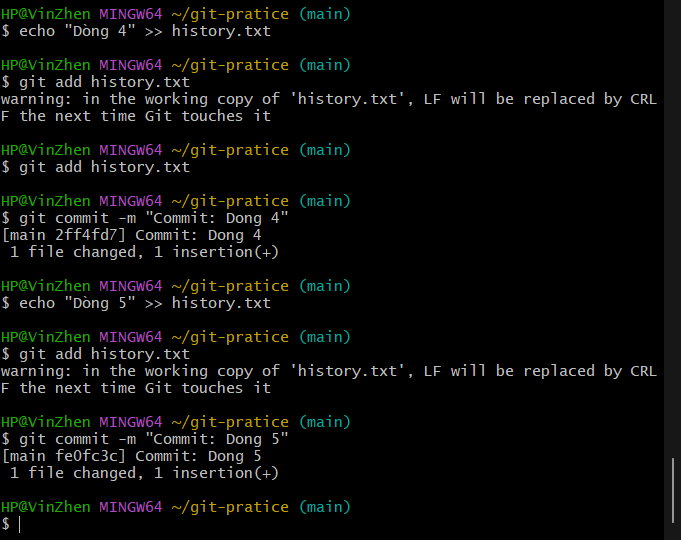 HP@VinZhen MINGW64 ~/git-pratice (main)
$ echo "Dòng 4" >> history.txt
HP@VinZhen MINGW64 ~/git-pratice (main)
$ git add history.txt
warning: in the working copy of 'history.txt', LF will be replaced by CRL
F the next time Git touches it
HP@VinZhen MINGW64 ~/git-pratice (main)
$ git add history.txt
HP@VinZhen MINGW64 ~/git-pratice (main)
$ git commit -m "Commit: Dong 4"
[main 2ff4fd7] Commit: Dong 4
 1 file changed, 1 insertion(+)
HP@VinZhen MINGW64 ~/git-pratice (main)
$ echo "Dòng 5" >> history.txt
HP@VinZhen MINGW64 ~/git-pratice (main)
$ git add history.txt
warning: in the working copy of 'history.txt', LF will be replaced by CRL
F the next time Git touches it
HP@VinZhen MINGW64 ~/git-pratice (main)
$ git commit -m "Commit: Dong 5"
[main fe0fc3c] Commit: Dong 5
 1 file changed, 1 insertion(+)
HP@VinZhen MINGW64 ~/git-pratice (main)
$